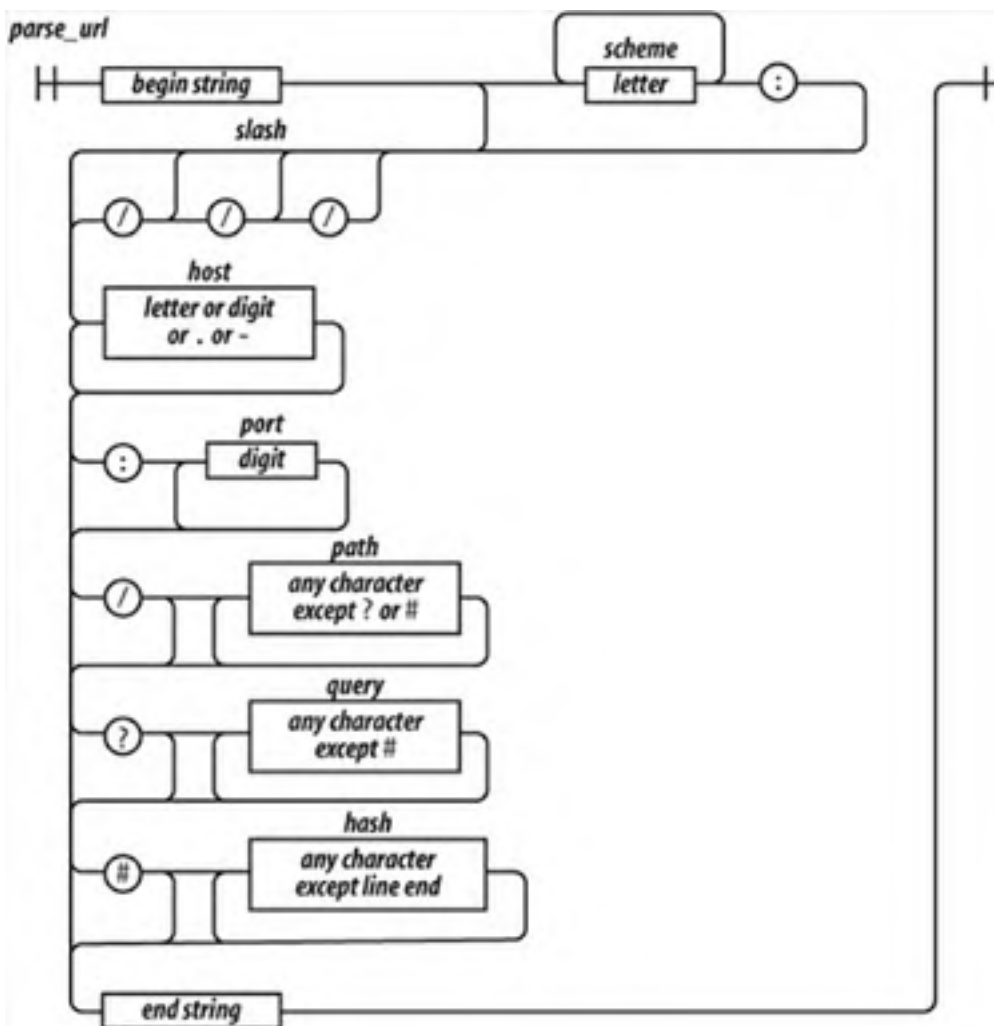 parse_url
scheme
begin string
letter
:
slash
/ / /
host
letter or digit
or . or -
port
: digit
path
/ any character
except ? or #
query
? any character
except #
hash
# any character
except line end
end string